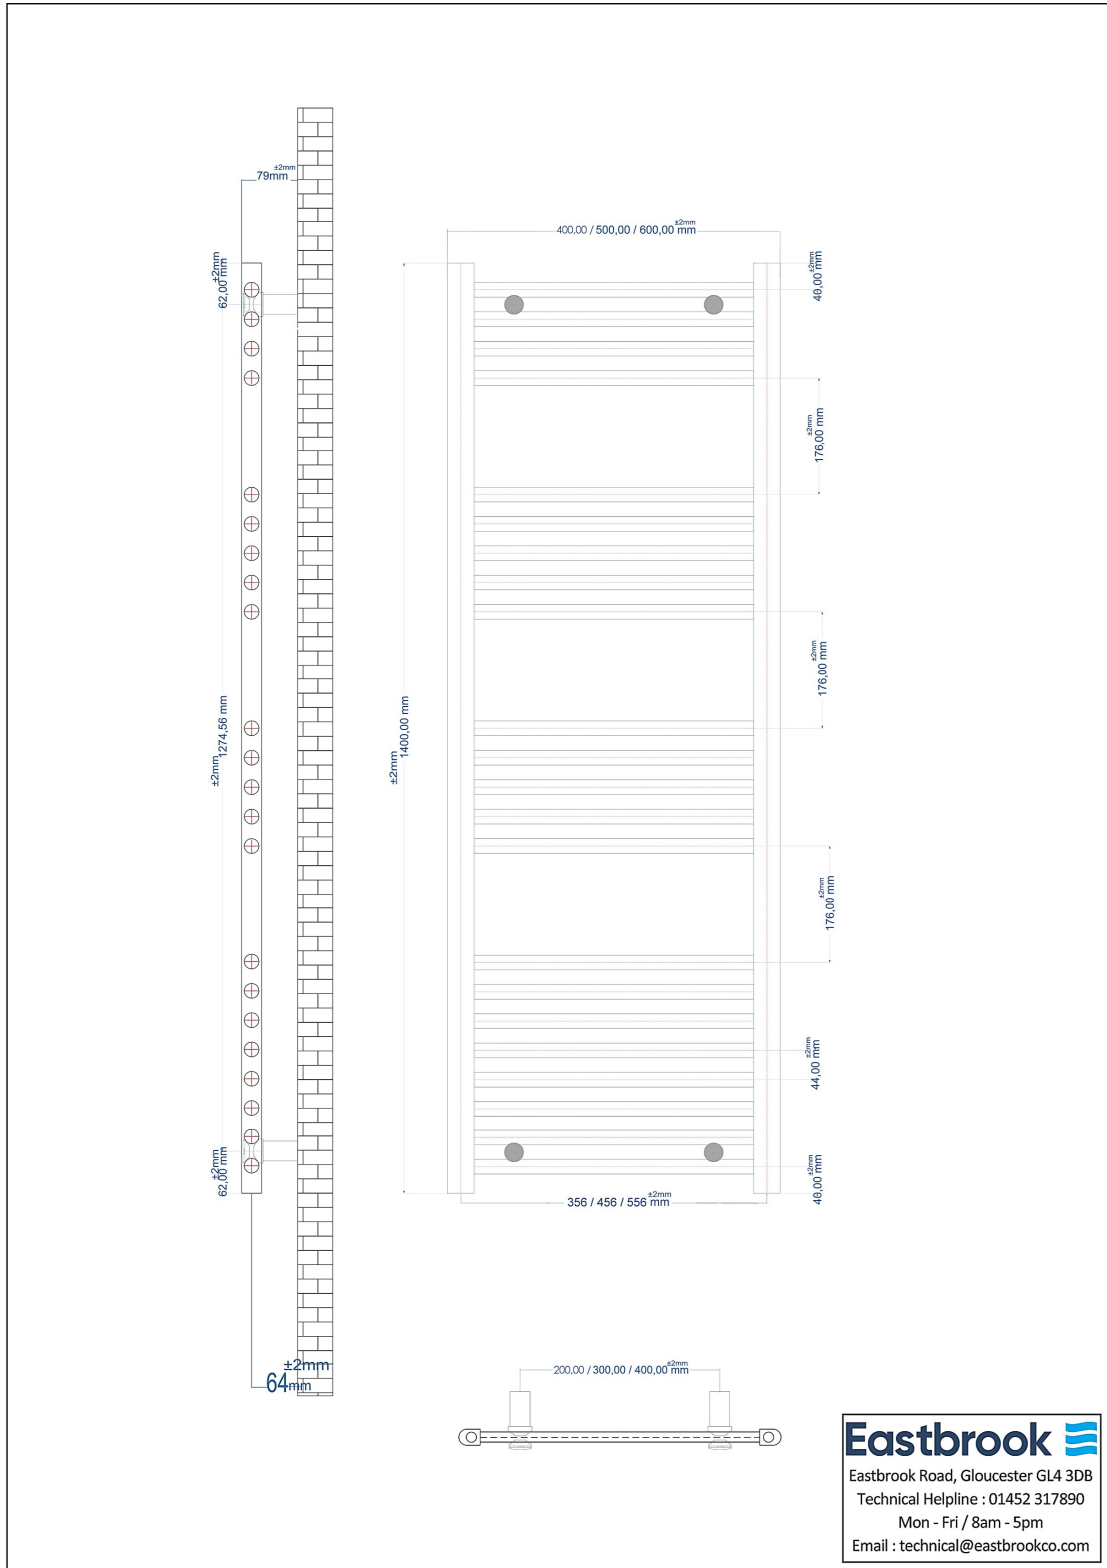 ±2mm
79mm
±2mm
400.00 / 500,00 / 600,00 mm
±2mm
62,00 mm
±2mm
40,00 mm
±2mm
176,00 mm
±2mm
176,00 mm
1274,56 mm
±2mm
1400,00 mm
±2mm
±2mm
176,00 mm
±2mm
44,00 mm
±2mm
62,00 mm
±2mm
40,00 mm
±2mm
356 / 456 / 556 mm
±2mm
64mm
±2mm
200,00 / 300,00 / 400,00 mm
Eastbrook
Eastbrook Road, Gloucester GL4 3DB
Technical Helpline : 01452 317890
Mon - Fri / 8am - 5pm
Email : technical@eastbrookco.com